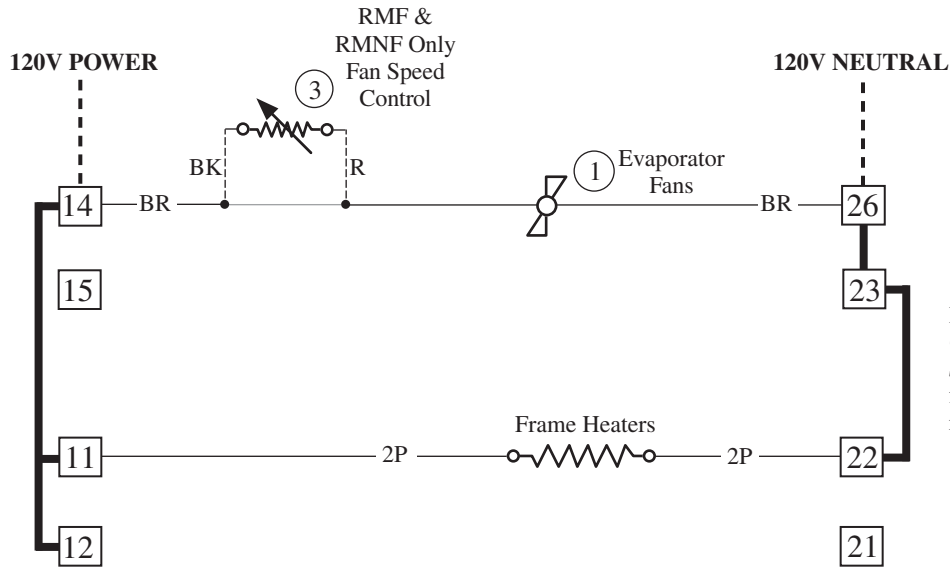 RMF &
RMNF Only
Fan Speed
Control
120V POWER
120V NEUTRAL
3
BK
R
1
Evaporator
Fans
14
BR
BR
26
15
23
Frame Heaters
11
2P
2P
22
12
21